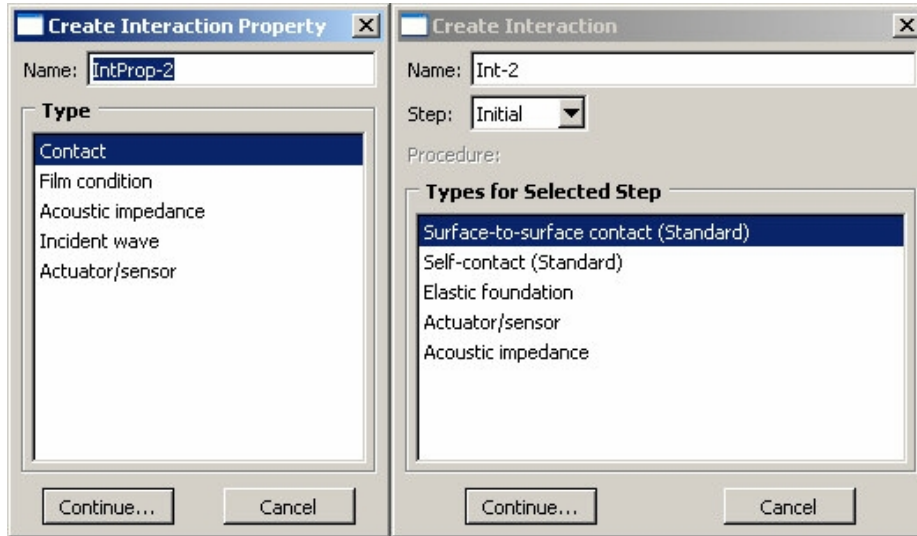 Create Interaction Property
Name: IntProp-2
Type
Contact
Film condition
Acoustic impedance
Incident wave
Actuator/sensor
Continue...
Cancel
Create Interaction
Name: Int-2
Step: Initial
Procedure:
Types for Selected Step
Surface-to-surface contact (Standard)
Self-contact (Standard)
Elastic foundation
Actuator/sensor
Acoustic impedance
Continue...
Cancel